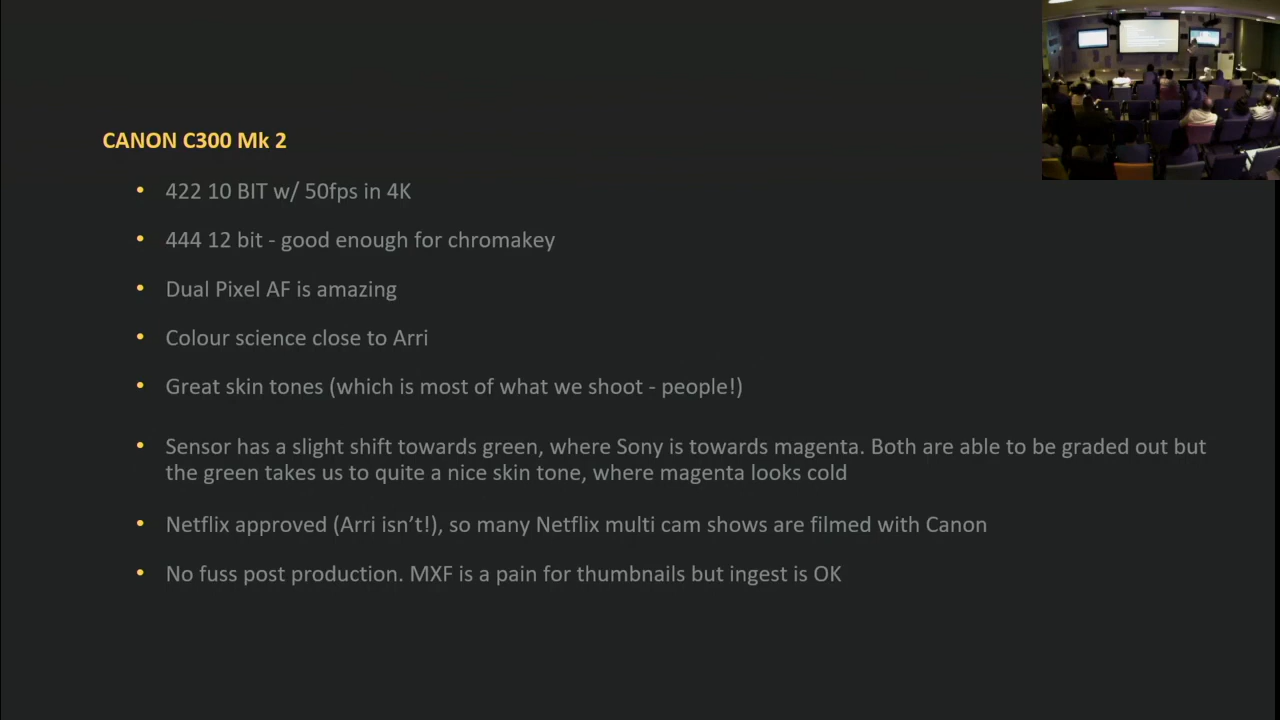 CANON C300 Mk 2
• 422 10 BIT w/ 50fps in 4K
• 444 12 bit - good enough for chromakey
• Dual Pixel AF is amazing
• Colour science close to Arri
• Great skin tones (which is most of what we shoot - people!)
• Sensor has a slight shift towards green, where Sony is towards magenta. Both are able to be graded out but
the green takes us to quite a nice skin tone, where magenta looks cold
• Netflix approved (Arri isn’t!), so many Netflix multi cam shows are filmed with Canon
• No fuss post production. MXF is a pain for thumbnails but ingest is OK